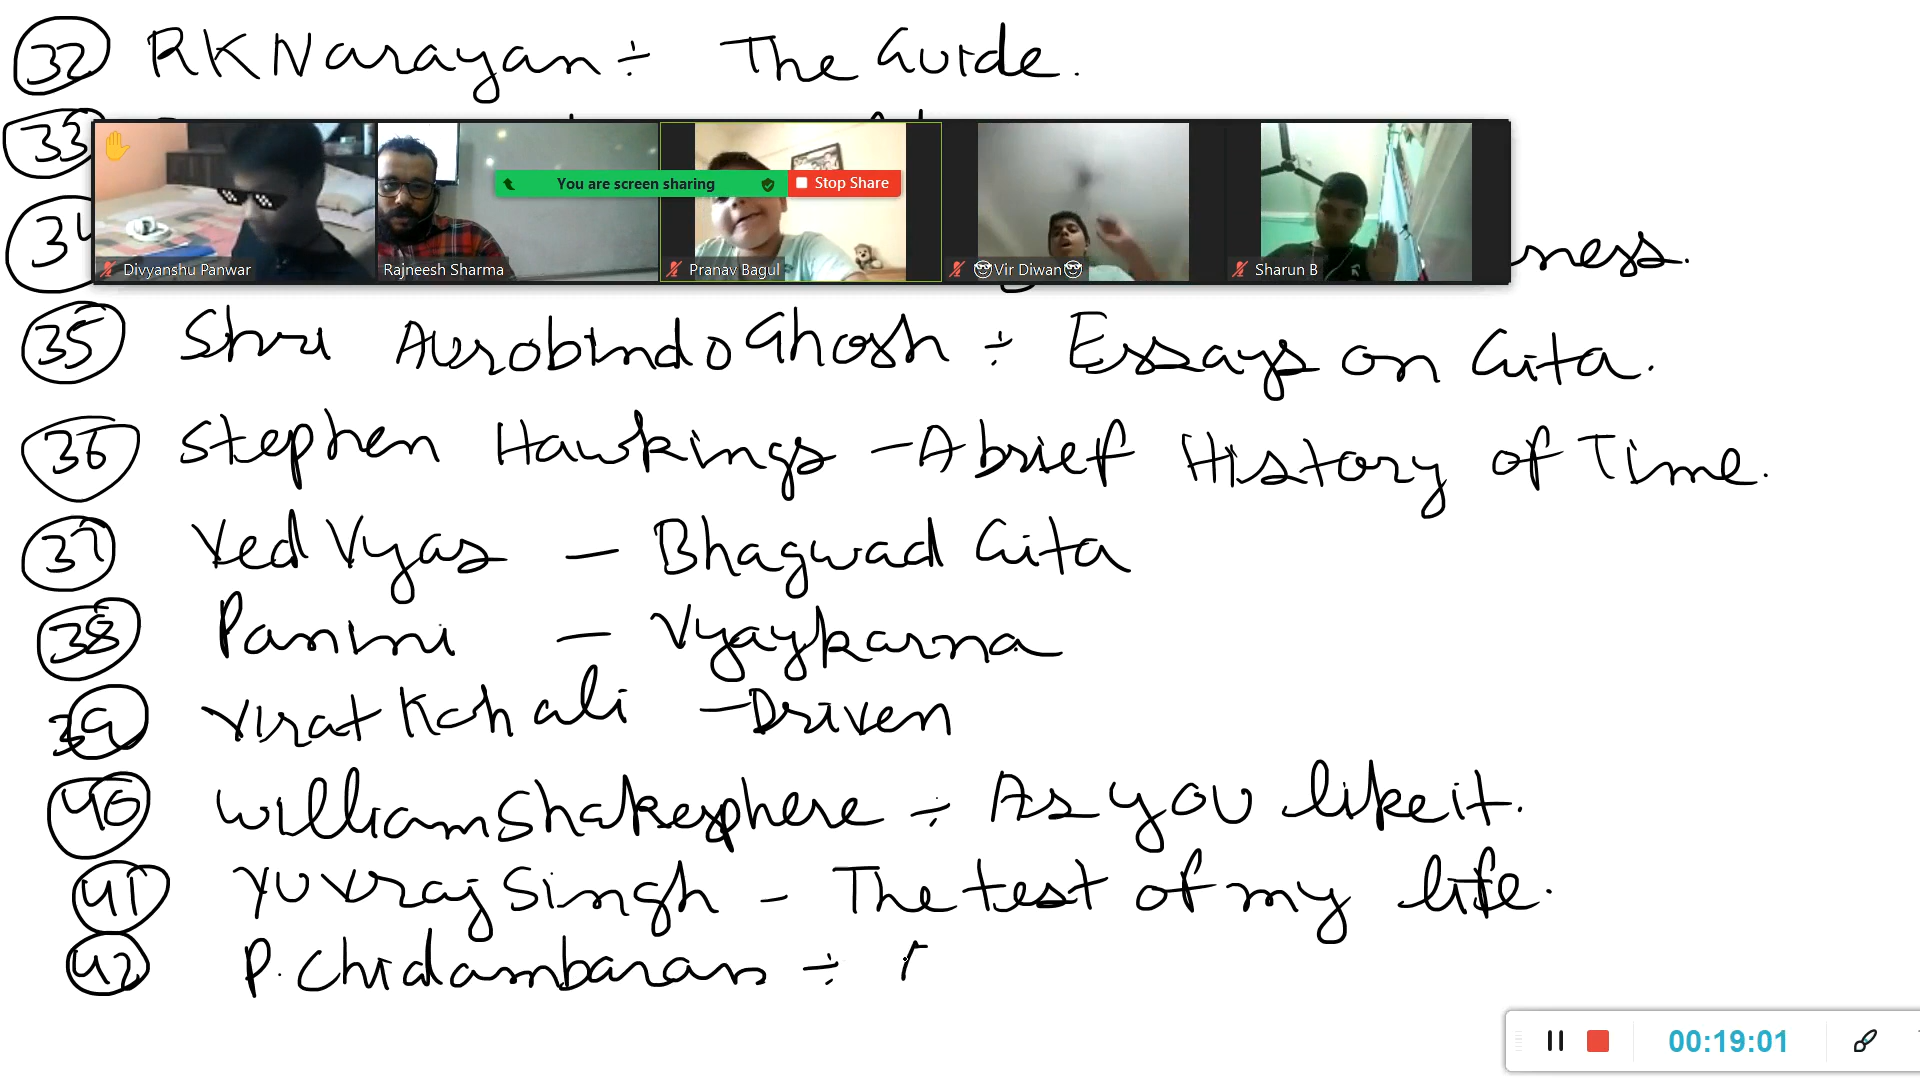 32 RK Narayan ÷ The Guide.
33
You are screen sharing Stop Share
34 ness.
Divyanshu Panwar Rajneesh Sharma Pranav Bagul 🤓Vir Diwan🤓 Sharun B
35 Shri Aurobindo Ghosh ÷ Essays on Gita.
36 Stephen Hawkings - A brief History of Time.
37 Ved Vyas - Bhagwad Gita
38 Panini - Vyaykarna
39 Virat Kohali - Driven
40 William Shakesphere ÷ As you like it.
41 Yuvraj Singh - The test of my life.
42 P. Chidambaram ÷
00:19:01